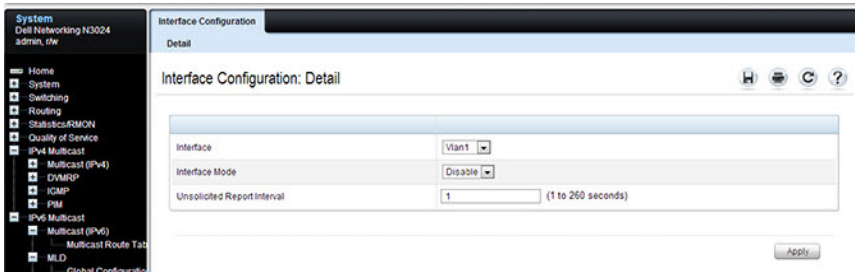 System
Dell Networking N3024
admin, r/w
Home
System
Switching
Routing
Statistics/RMON
Quality of Service
IPv4 Multicast
Multicast (IPv4)
DVMRP
IGMP
PIM
IPv6 Multicast
Multicast (IPv6)
Multicast Route Tab
MLD
Global Configuratio
Interface Configuration
Detail
Interface Configuration: Detail
Interface Vlan1
Interface Mode Disable
Unsolicited Report Interval 1 (1 to 260 seconds)
Apply